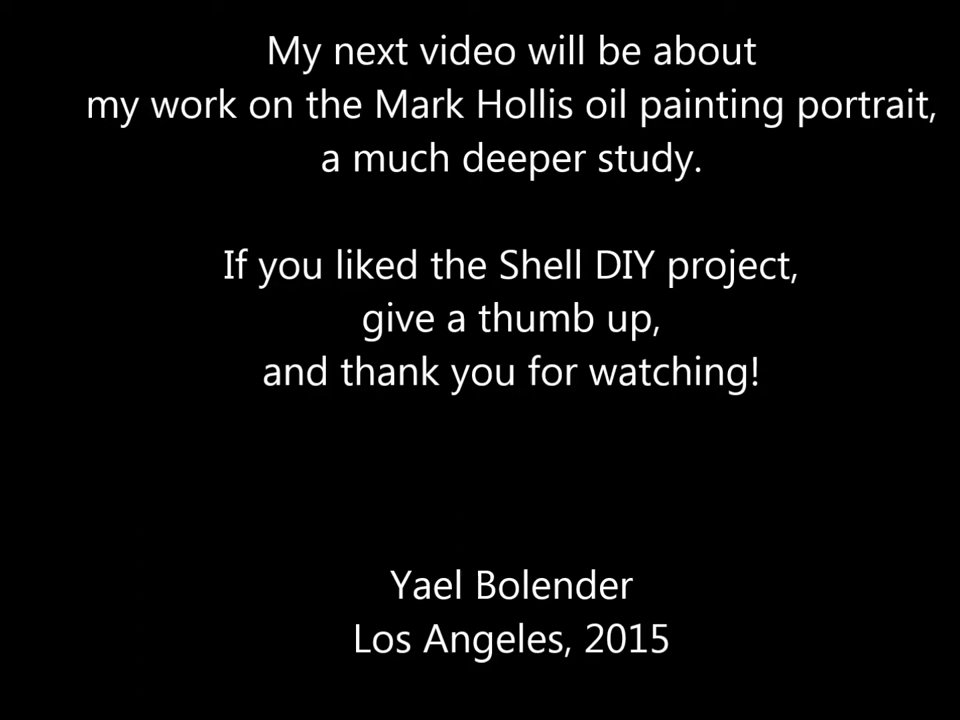 My next video will be about
my work on the Mark Hollis oil painting portrait,
a much deeper study.
If you liked the Shell DIY project,
give a thumb up,
and thank you for watching!
Yael Bolender
Los Angeles, 2015